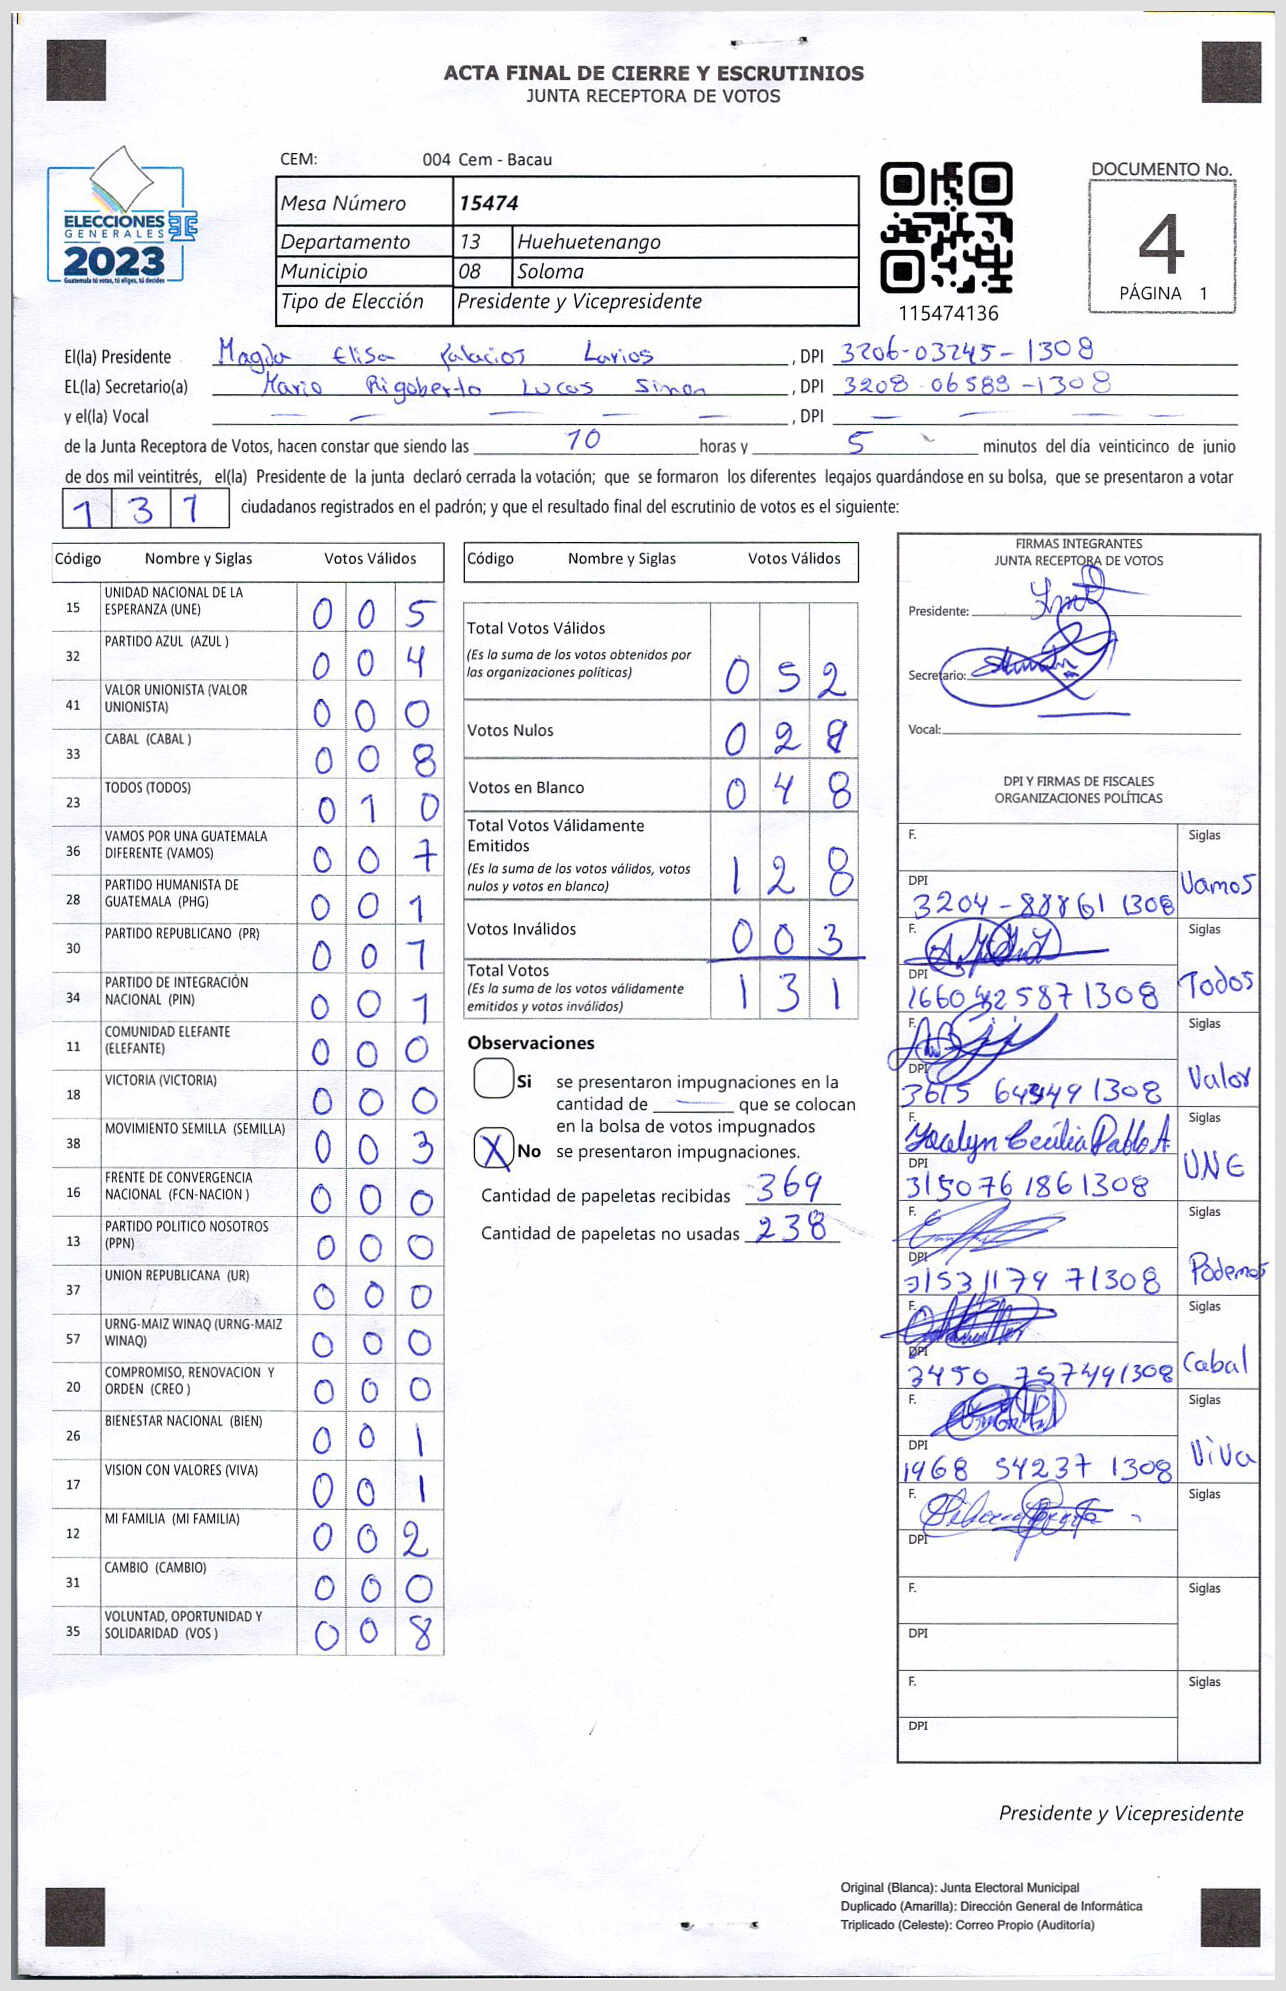 ACTA FINAL DE CIERRE Y ESCRUTINIOS
JUNTA RECEPTORA DE VOTOS
ELECCIONES
GENERALES
2023
Guatemala tú votas, tú eliges, tú decides
CEM: 004 Cem - Bacau
Mesa Número 15474
Departamento 13 Huehuetenango
Municipio 08 Soloma
Tipo de Elección Presidente y Vicepresidente
115474136
DOCUMENTO No.
4
PÁGINA 1
El(la) Presidente Magda Elisa Palacios Larios, DPI 3206-03245-1308
EL(la) Secretario(a) Mario Rigoberto Lucas Simon, DPI 3208 06589-1308
y el(la) Vocal , DPI
de la Junta Receptora de Votos, hacen constar que siendo las 10 horas y 5 minutos del día veinticinco de junio
de dos mil veintitrés, el(la) Presidente de la junta declaró cerrada la votación; que se formaron los diferentes legajos guardándose en su bolsa, que se presentaron a votar
131 ciudadanos registrados en el padrón; y que el resultado final del escrutinio de votos es el siguiente:
Código Nombre y Siglas Votos Válidos
15 UNIDAD NACIONAL DE LA ESPERANZA (UNE) 0 0 5
32 PARTIDO AZUL (AZUL ) 0 0 4
41 VALOR UNIONISTA (VALOR UNIONISTA) 0 0 0
33 CABAL (CABAL ) 0 0 8
23 TODOS (TODOS) 0 1 0
36 VAMOS POR UNA GUATEMALA DIFERENTE (VAMOS) 0 0 7
28 PARTIDO HUMANISTA DE GUATEMALA (PHG) 0 0 1
30 PARTIDO REPUBLICANO (PR) 0 0 1
34 PARTIDO DE INTEGRACIÓN NACIONAL (PIN) 0 0 1
11 COMUNIDAD ELEFANTE (ELEFANTE) 0 0 0
18 VICTORIA (VICTORIA) 0 0 0
38 MOVIMIENTO SEMILLA (SEMILLA) 0 0 3
16 FRENTE DE CONVERGENCIA NACIONAL (FCN-NACION ) 0 0 0
13 PARTIDO POLITICO NOSOTROS (PPN) 0 0 0
37 UNION REPUBLICANA (UR) 0 0 0
57 URNG-MAIZ WINAQ (URNG-MAIZ WINAQ) 0 0 0
20 COMPROMISO, RENOVACION Y ORDEN (CREO ) 0 0 0
26 BIENESTAR NACIONAL (BIEN) 0 0 1
17 VISION CON VALORES (VIVA) 0 0 1
12 MI FAMILIA (MI FAMILIA) 0 0 2
31 CAMBIO (CAMBIO) 0 0 0
35 VOLUNTAD, OPORTUNIDAD Y SOLIDARIDAD (VOS ) 0 0 8
Código Nombre y Siglas Votos Válidos
Total Votos Válidos 0 5 2
(Es la suma de los votos obtenidos por
las organizaciones políticas)
Votos Nulos 0 2
Votos en Blanco 0 4 8
Total Votos Válidamente
Emitidos 1 2 8
(Es la suma de los votos válidos, votos
nulos y votos en blanco)
Votos Inválidos 0 0 3
Total Votos 1 3 1
(Es la suma de los votos válidamente
emitidos y votos inválidos)
Observaciones
Si se presentaron impugnaciones en la
cantidad de que se colocan
en la bolsa de votos impugnados
X No se presentaron impugnaciones.
Cantidad de papeletas recibidas 369
Cantidad de papeletas no usadas 238
FIRMAS INTEGRANTES
JUNTA RECEPTORA DE VOTOS
Presidente:
Secretario:
Vocal:
DPI Y FIRMAS DE FISCALES
ORGANIZACIONES POLÍTICAS
F. Siglas
DPI 3204-88861 1308 Vamos
F. Siglas
DPI 1308 Todos
F. Siglas
DPI 3615 1308 Valor
F. Jocelyn Cecilia Pablo A. Siglas
DPI 3150761861308 UNE
F. Siglas
DPI 3153117971308 Podemos
F. Siglas
DPI 3450 757491308 Cabal
F. Siglas
DPI 1968 54237 1308 Viva
F. Siglas
DPI
F. Siglas
DPI
F. Siglas
DPI
Presidente y Vicepresidente
Original (Blanca): Junta Electoral Municipal
Duplicado (Amarilla): Dirección General de Informática
Triplicado (Celeste): Correo Propio (Auditoría)